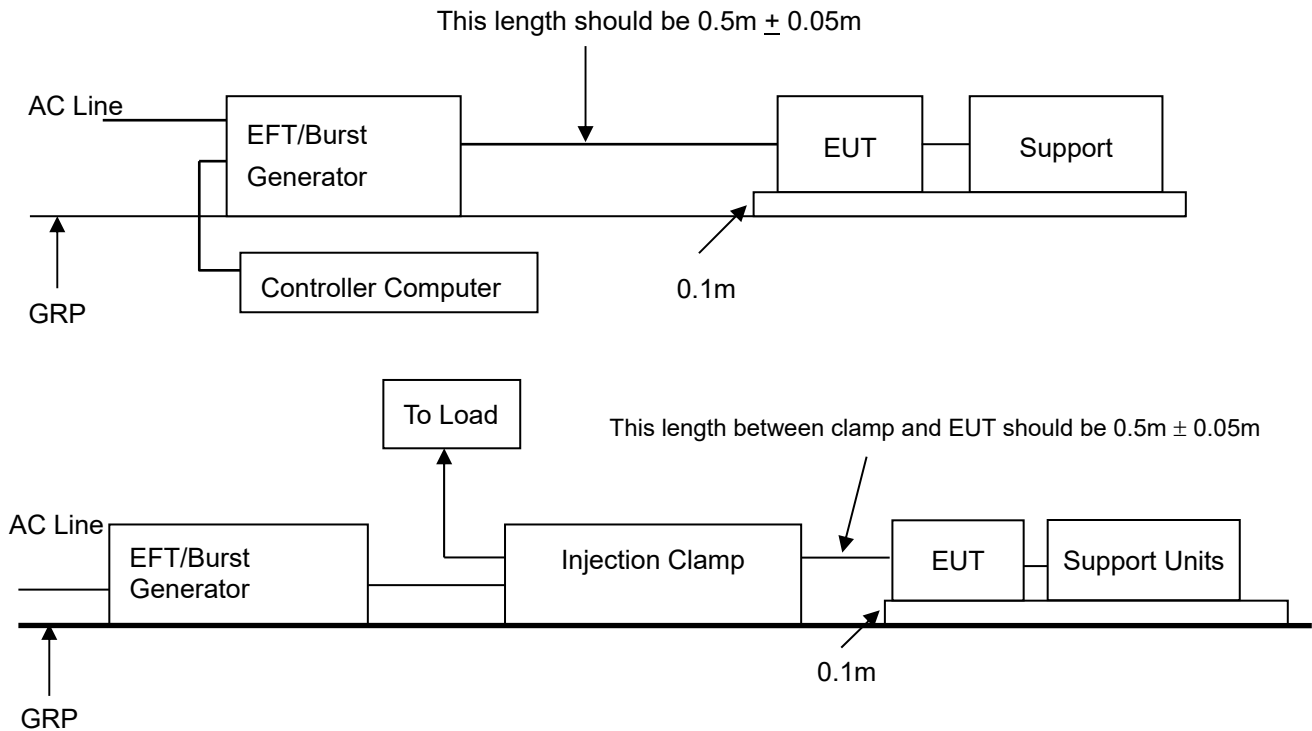 This length should be 0.5m ± 0.05m
AC Line
EFT/Burst
Generator
EUT
Support
Controller Computer
0.1m
GRP
To Load
This length between clamp and EUT should be 0.5m ± 0.05m
AC Line
EFT/Burst
Generator
Injection Clamp
EUT
Support Units
0.1m
GRP